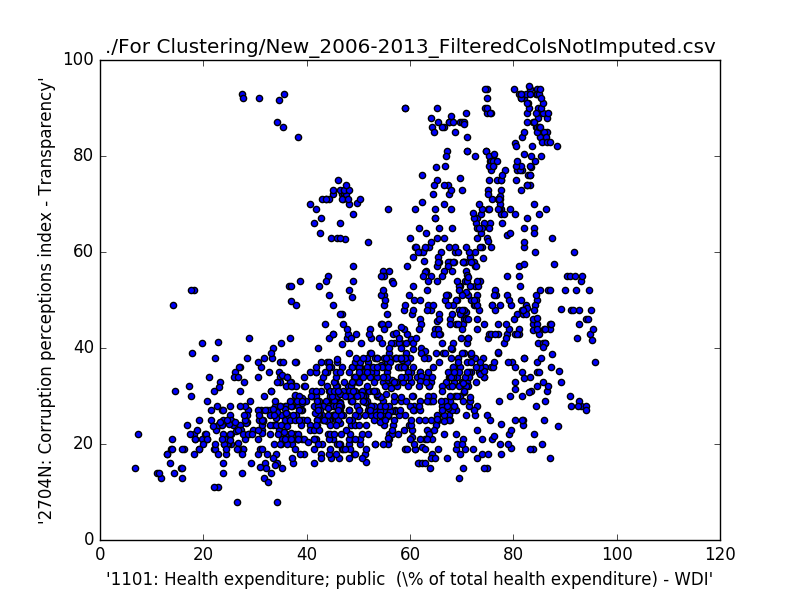 ./For Clustering/New_2006-2013_FilteredColsNotImputed.csv
100
80
60
40
20
0
0 20 40 60 80 100 120
'2704N: Corruption perceptions index - Transparency'
'1101: Health expenditure; public  (\% of total health expenditure) - WDI'